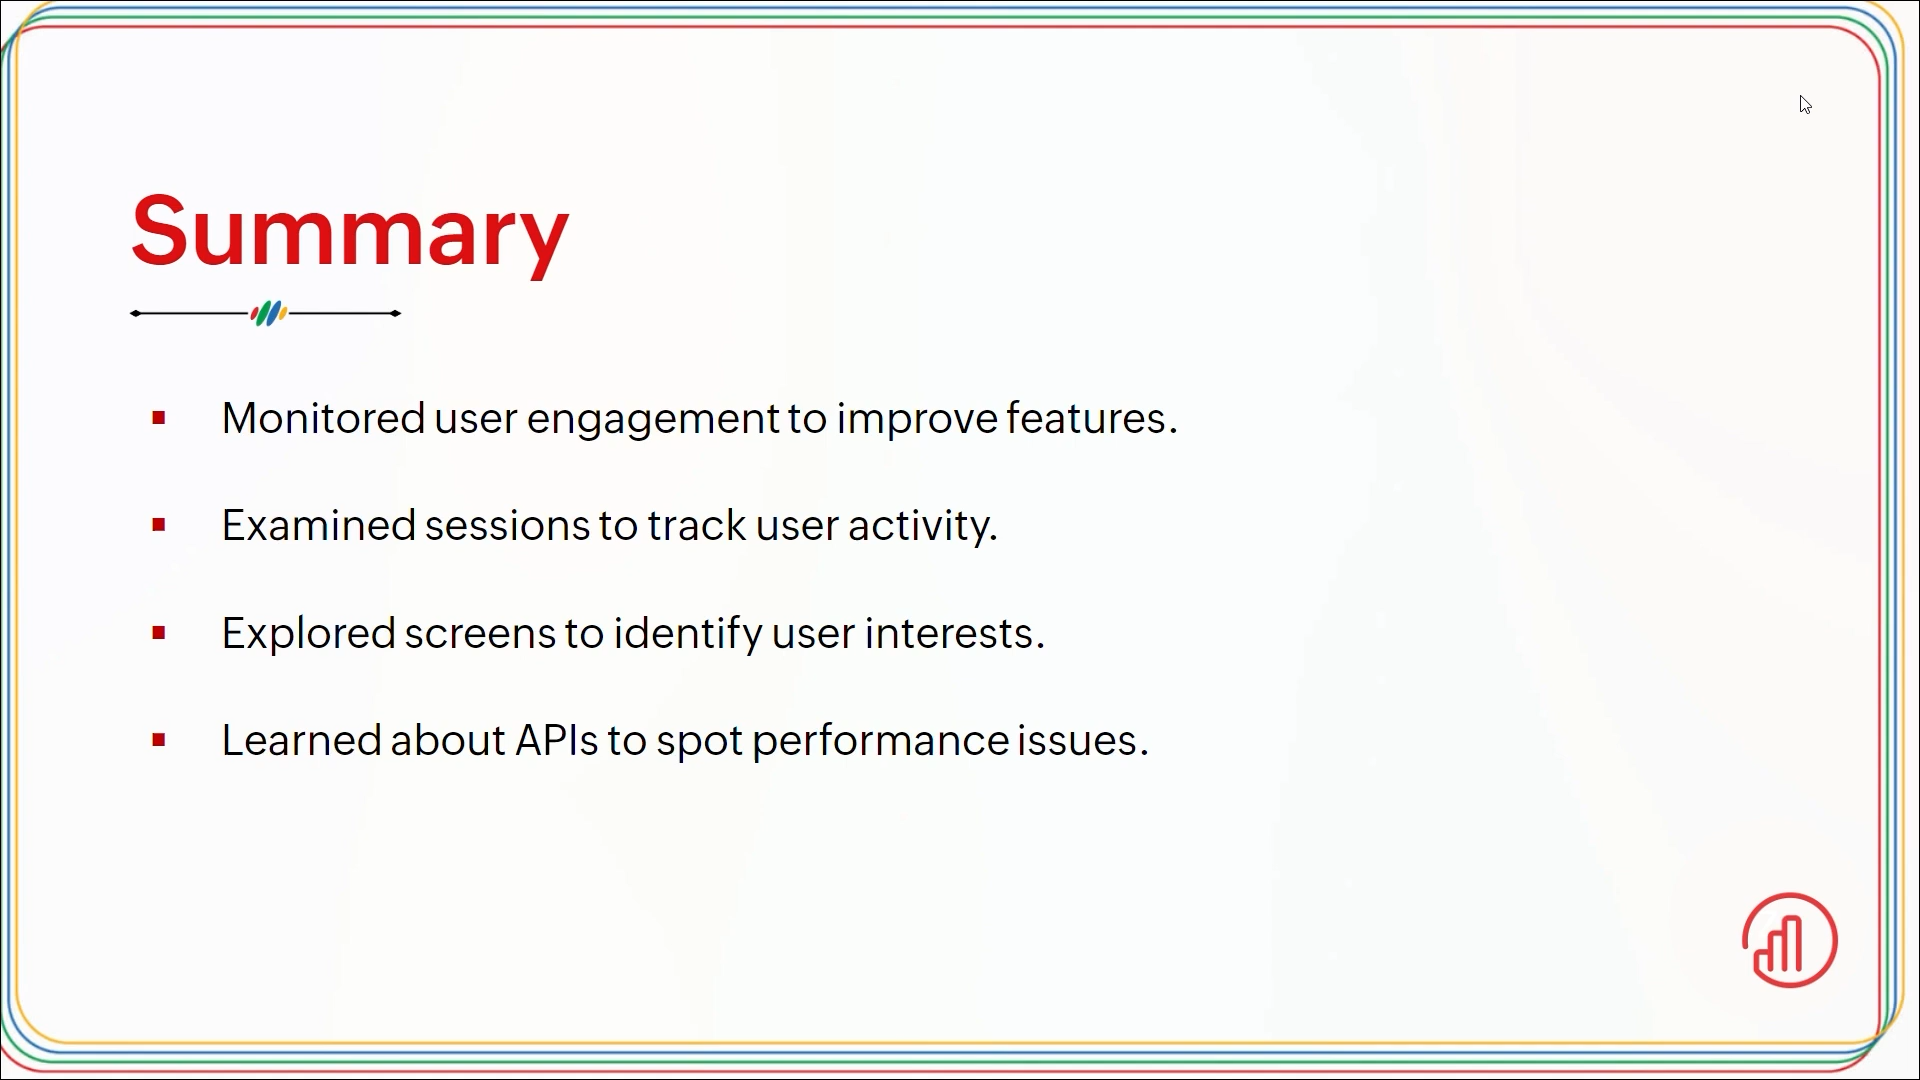 Summary
Monitored user engagement to improve features.
Examined sessions to track user activity.
Explored screens to identify user interests.
Learned about APIs to spot performance issues.